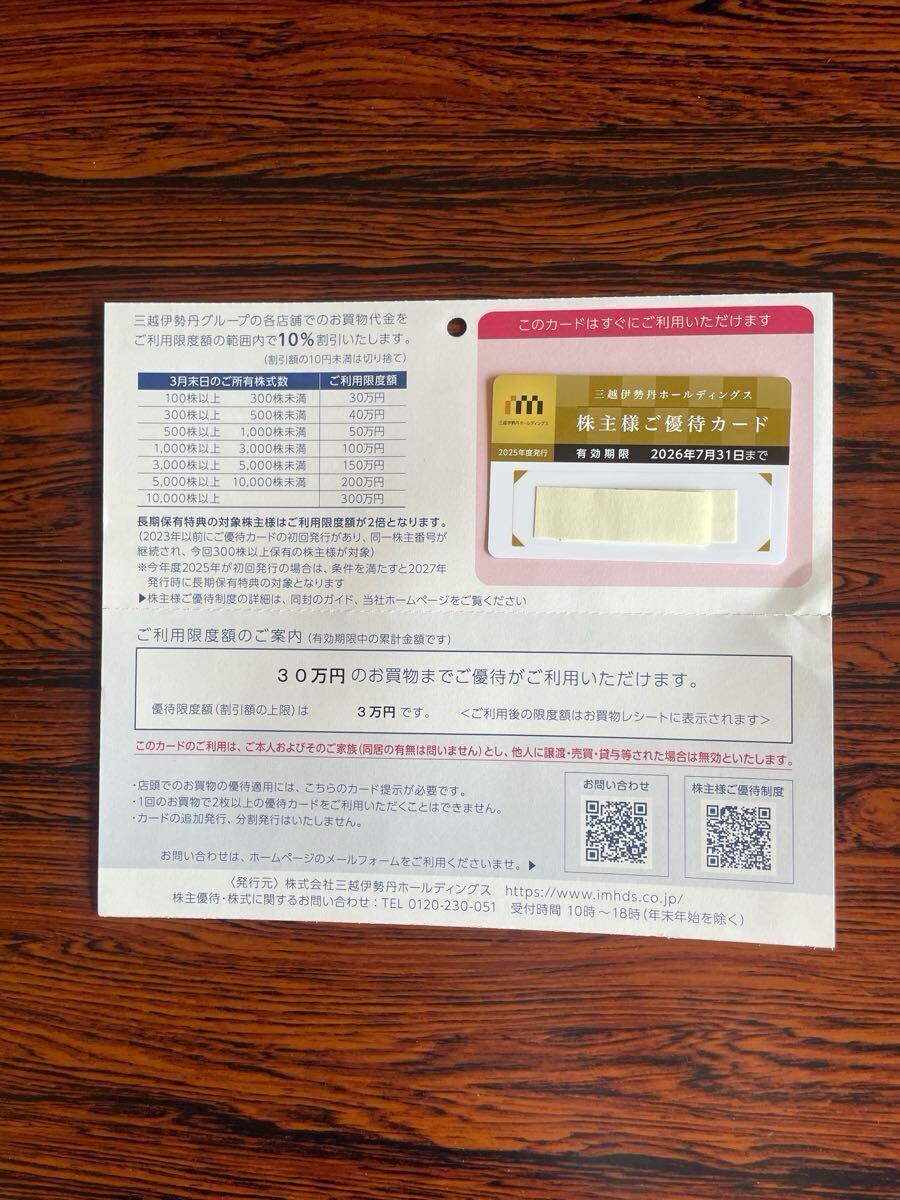 三越伊勢丹グループの各店舗でのお買物代金を
ご利用限度額の範囲内で10%割引いたします。
(割引額の10円未満は切り捨て)
3月末日のご所有株式数 ご利用限度額
100株以上 300株未満 30万円
300株以上 500株未満 40万円
500株以上 1,000株未満 50万円
1,000株以上 3,000株未満 100万円
3,000株以上 5,000株未満 150万円
5,000株以上 10,000株未満 200万円
10,000株以上 300万円
長期保有特典の対象株主様はご利用限度額が2倍となります。
(2023年以前にご優待カードの初回発行があり、同一株主番号が
継続され、今回300株以上保有の株主様が対象)
※今年度2025年が初回発行の場合は、条件を満たすと2027年
発行時に長期保有特典の対象となります
▶株主様ご優待制度の詳細は、同封のガイド、当社ホームページをご覧ください
このカードはすぐにご利用いただけます
三越伊勢丹ホールディングス
三越伊勢丹ホールディングス
株主様ご優待カード
2025年度発行 有効期限 2026年7月31日まで
ご利用限度額のご案内 (有効期限中の累計金額です)
30万円 のお買物までご優待がご利用いただけます。
優待限度額(割引額の上限)は 3万円 です。 <ご利用後の限度額はお買物レシートに表示されます>
このカードのご利用は、ご本人およびそのご家族(同居の有無は問いません)とし、他人に譲渡・売買・貸与等された場合は無効といたします。
・店頭でのお買物の優待適用には、こちらのカード提示が必要です。
・1回のお買物で2枚以上の優待カードをご利用いただくことはできません。
・カードの追加発行、分割発行はいたしません。
お問い合わせは、ホームページのメールフォームをご利用くださいませ。▶
お問い合わせ
株主様ご優待制度
〈発行元〉株式会社三越伊勢丹ホールディングス https://www.imhds.co.jp/
株主優待・株式に関するお問い合わせ：TEL 0120-230-051 受付時間 10時～18時(年末年始を除く)